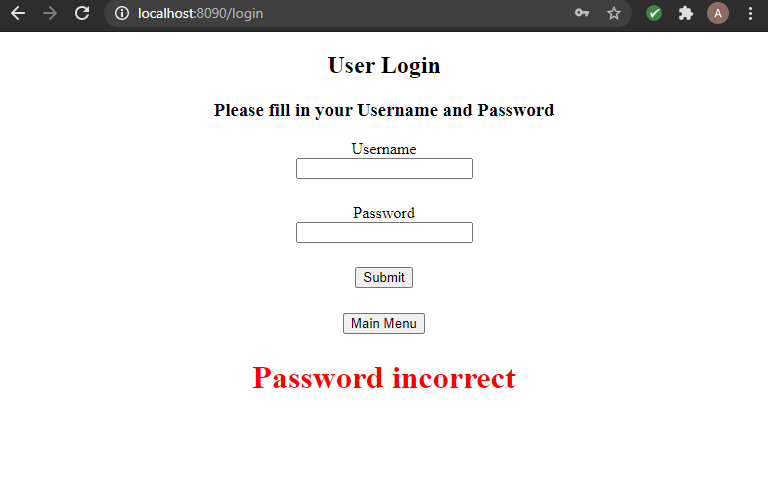 localhost:8090/login
A
User Login
Please fill in your Username and Password
Username
Password
Submit
Main Menu
Password incorrect